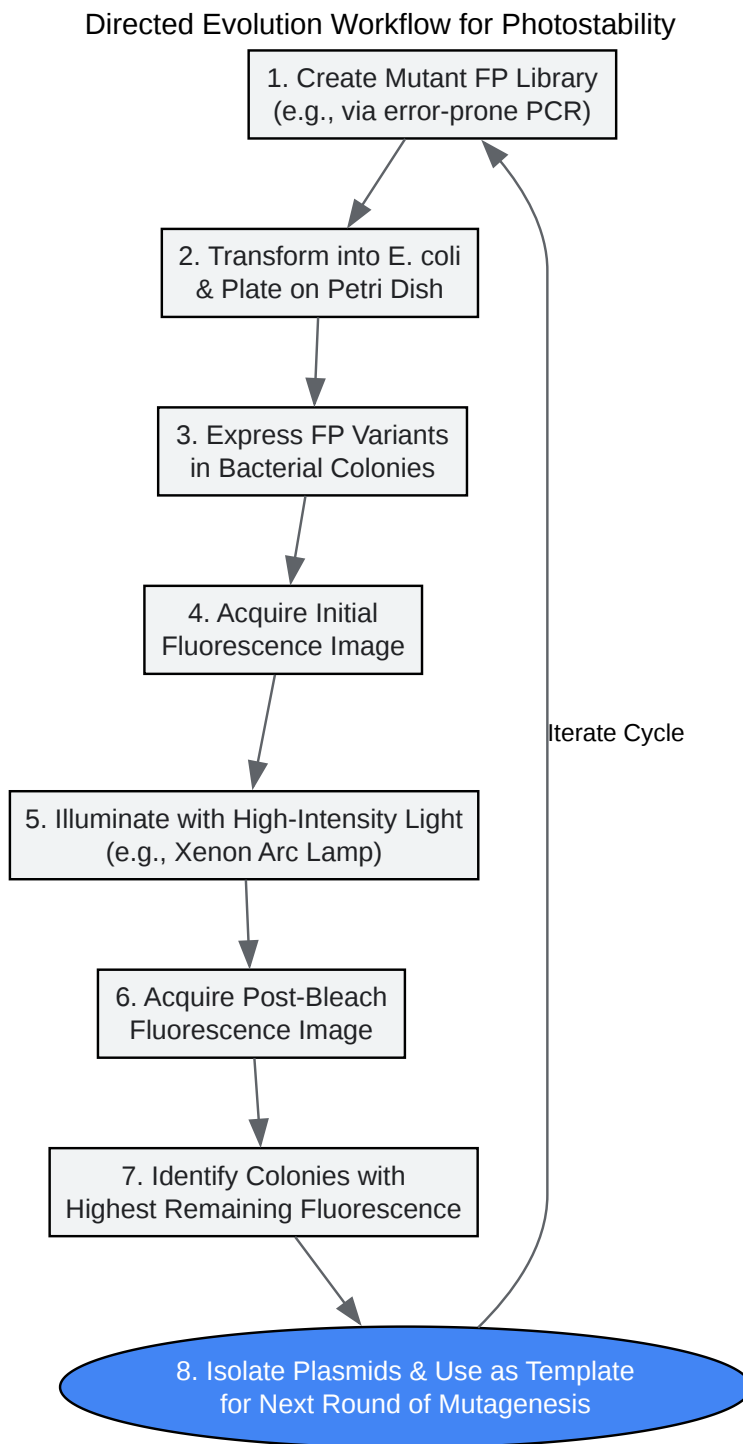 Directed Evolution Workflow for Photostability
1. Create Mutant FP Library
(e.g., via error-prone PCR)
2. Transform into E. coli
& Plate on Petri Dish
3. Express FP Variants
in Bacterial Colonies
4. Acquire Initial
Fluorescence Image
Iterate Cycle
5. Illuminate with High-Intensity Light
(e.g., Xenon Arc Lamp)
6. Acquire Post-Bleach
Fluorescence Image
7. Identify Colonies with
Highest Remaining Fluorescence
8. Isolate Plasmids & Use as Template
for Next Round of Mutagenesis